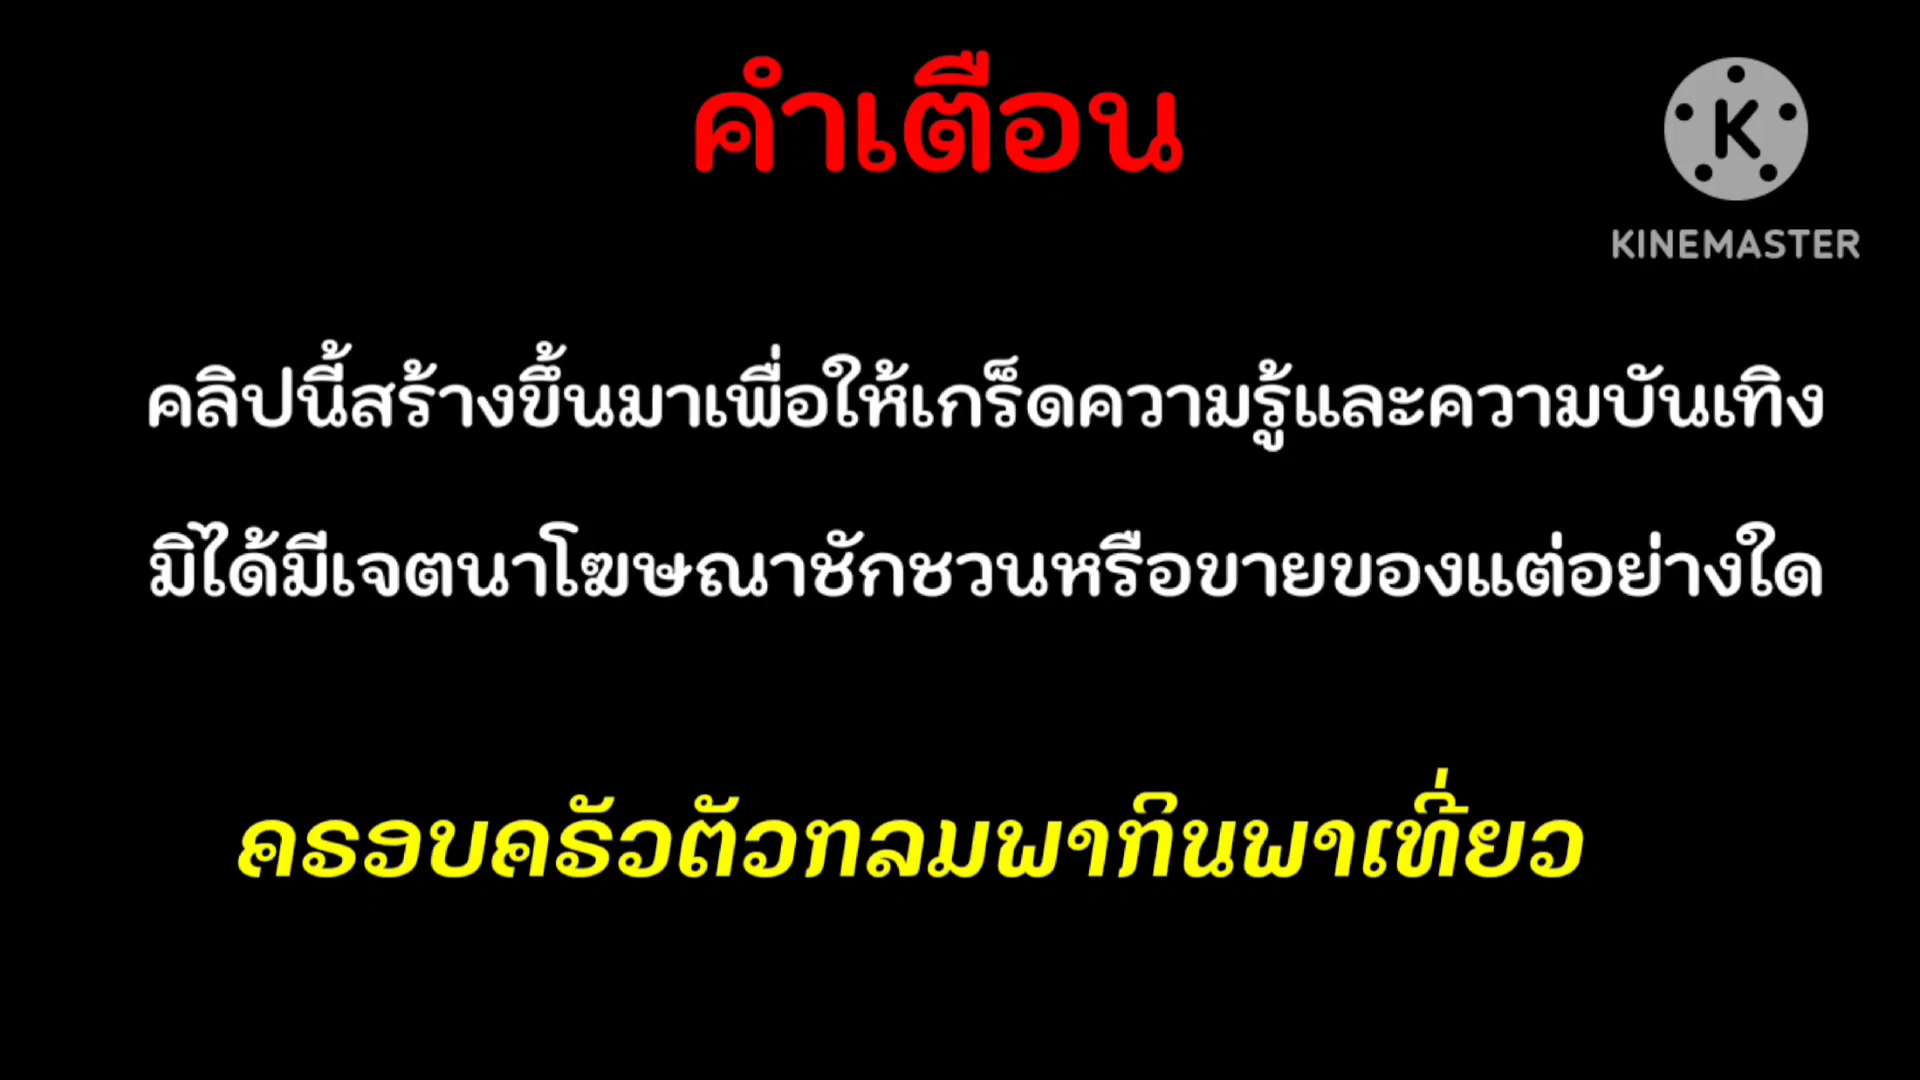 คำเตือน
K
KINEMASTER
คลิปนี้สร้างขึ้นมาเพื่อให้เกร็ดความรู้และความบันเทิง
มิได้มีเจตนาโฆษณาชักชวนหรือขายของแต่อย่างใด
ครอบครัวตัวทลมพาทินพาเที่ยว